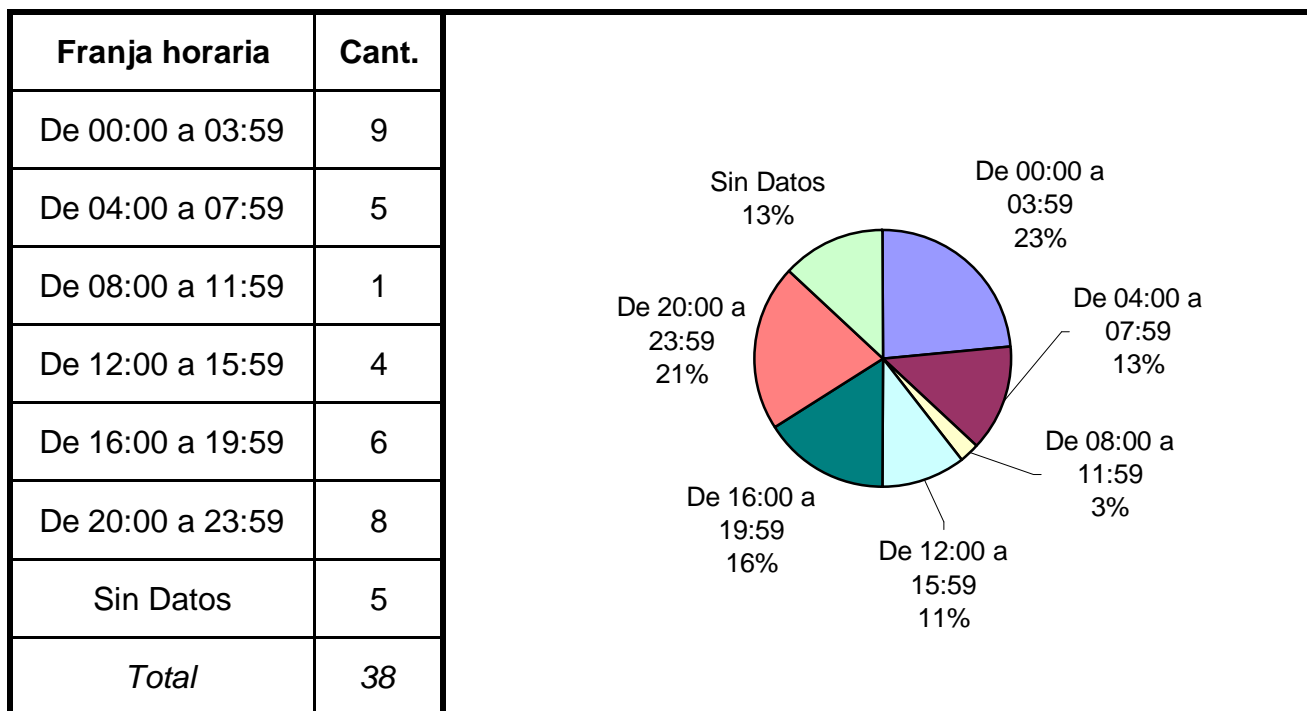 Franja horaria Cant.
De 00:00 a 03:59 9
De 04:00 a 07:59 5
De 08:00 a 11:59 1
De 12:00 a 15:59 4
De 16:00 a 19:59 6
De 20:00 a 23:59 8
Sin Datos 5
Total 38
De 00:00 a
03:59
23%
De 04:00 a
07:59
13%
De 08:00 a
11:59
3%
De 12:00 a
15:59
11%
De 16:00 a
19:59
16%
De 20:00 a
23:59
21%
Sin Datos
13%